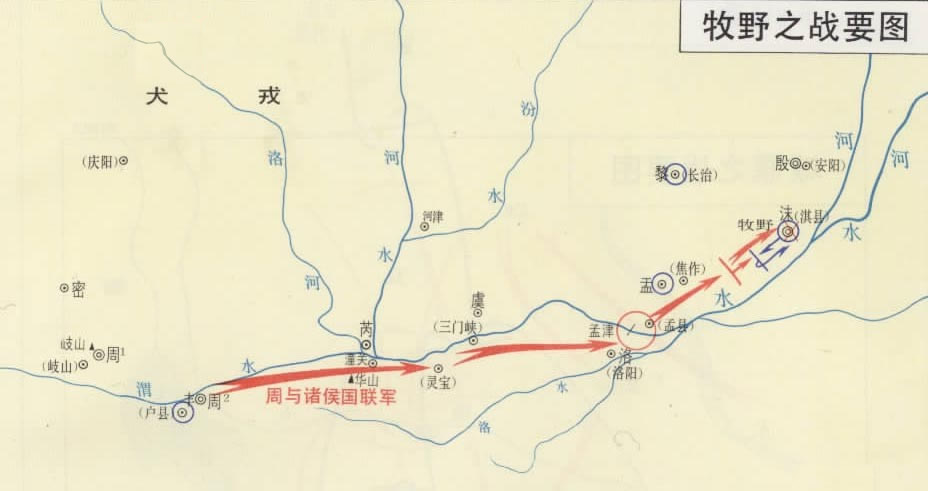 牧野之战要图
犬 戎
汾
河
河
河
洛
(庆阳)
黎 (长治)
殷 (安阳)
水
河津
沬 (淇县)
牧野
水
水
河
密
盂
(焦作)
水
虞
(三门峡)
芮
孟津
(孟县)
岐山
周1
(岐山)
潼关
华山
洛
(洛阳)
水
渭
(灵宝)
水
丰
周2
(户县)
周与诸侯国联军
洛